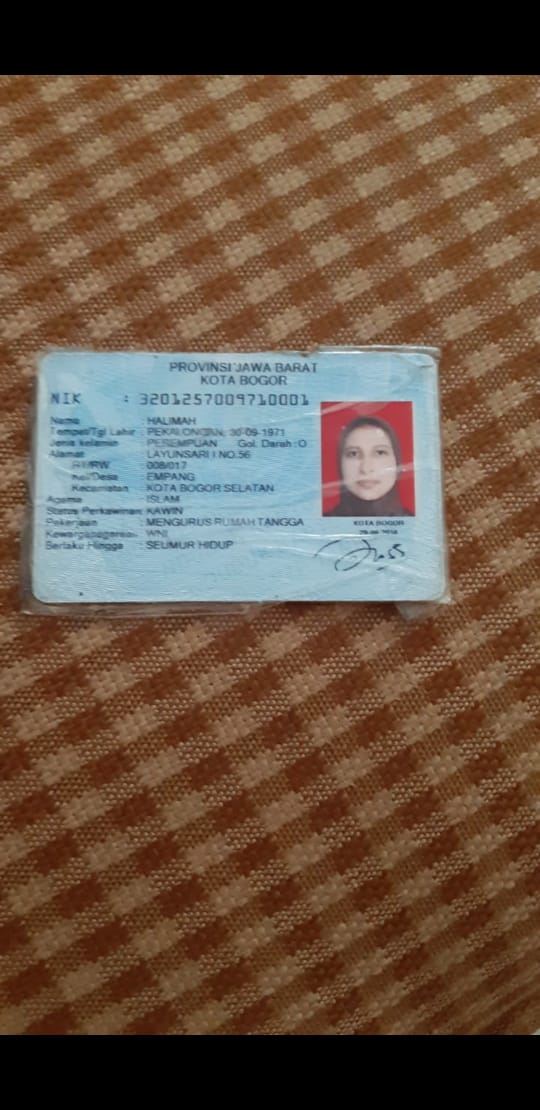 PROVINSI JAWA BARAT
KOTA BOGOR
NIK : 3201257009710001
Nama : HALIMAH
Tempat/Tgl Lahir : PEKALONGAN, 30-09-1971
Jenis kelamin : PEREMPUAN Gol. Darah : O
Alamat : LAYUNSARI I NO.56
RT/RW : 008/017
Kel/Desa : EMPANG
Kecamatan : KOTA BOGOR SELATAN
Agama : ISLAM
Status Perkawinan: KAWIN
Pekerjaan : MENGURUS RUMAH TANGGA
Kewarganegaraan: WNI
Berlaku Hingga : SEUMUR HIDUP
KOTA BOGOR